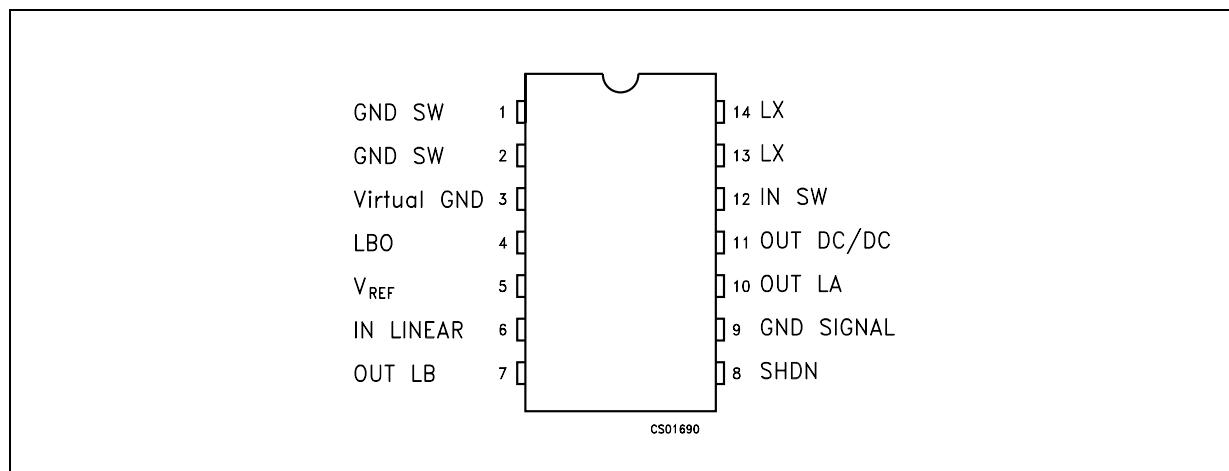 GND SW 1 14 LX
GND SW 2 13 LX
Virtual GND 3 12 IN SW
LBO 4 11 OUT DC/DC
VREF 5 10 OUT LA
IN LINEAR 6 9 GND SIGNAL
OUT LB 7 8 SHDN
CS01690